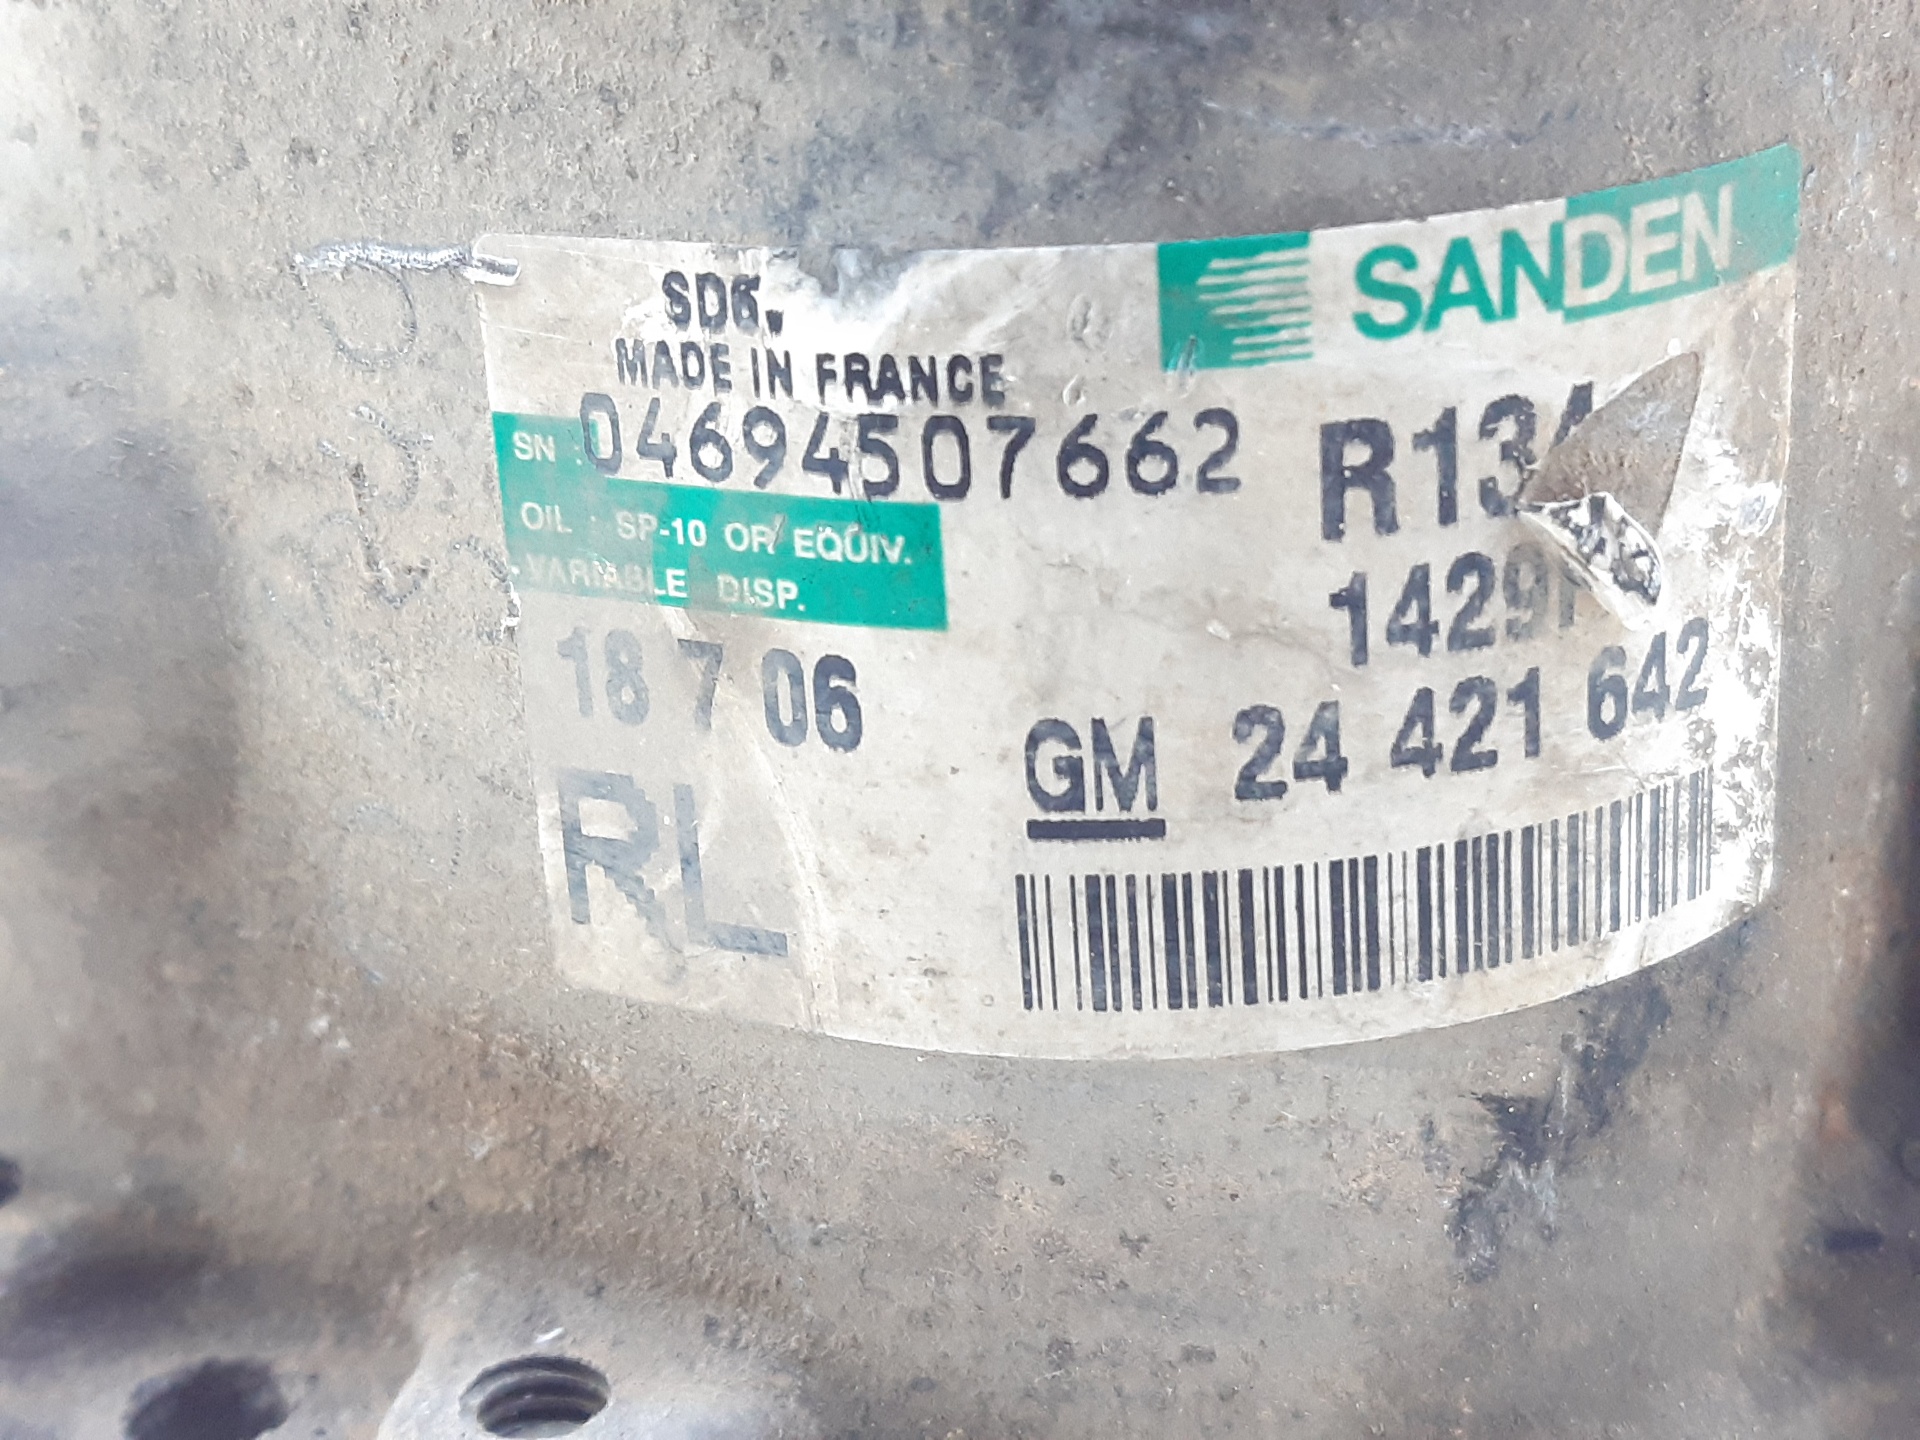 SANDEN
SD6
MADE IN FRANCE
SN : 04694507662
R134
OIL : SP-10 OR EQUIV.
VARIABLE DISP.
1429
18 7 06
GM 24 421 642
RL